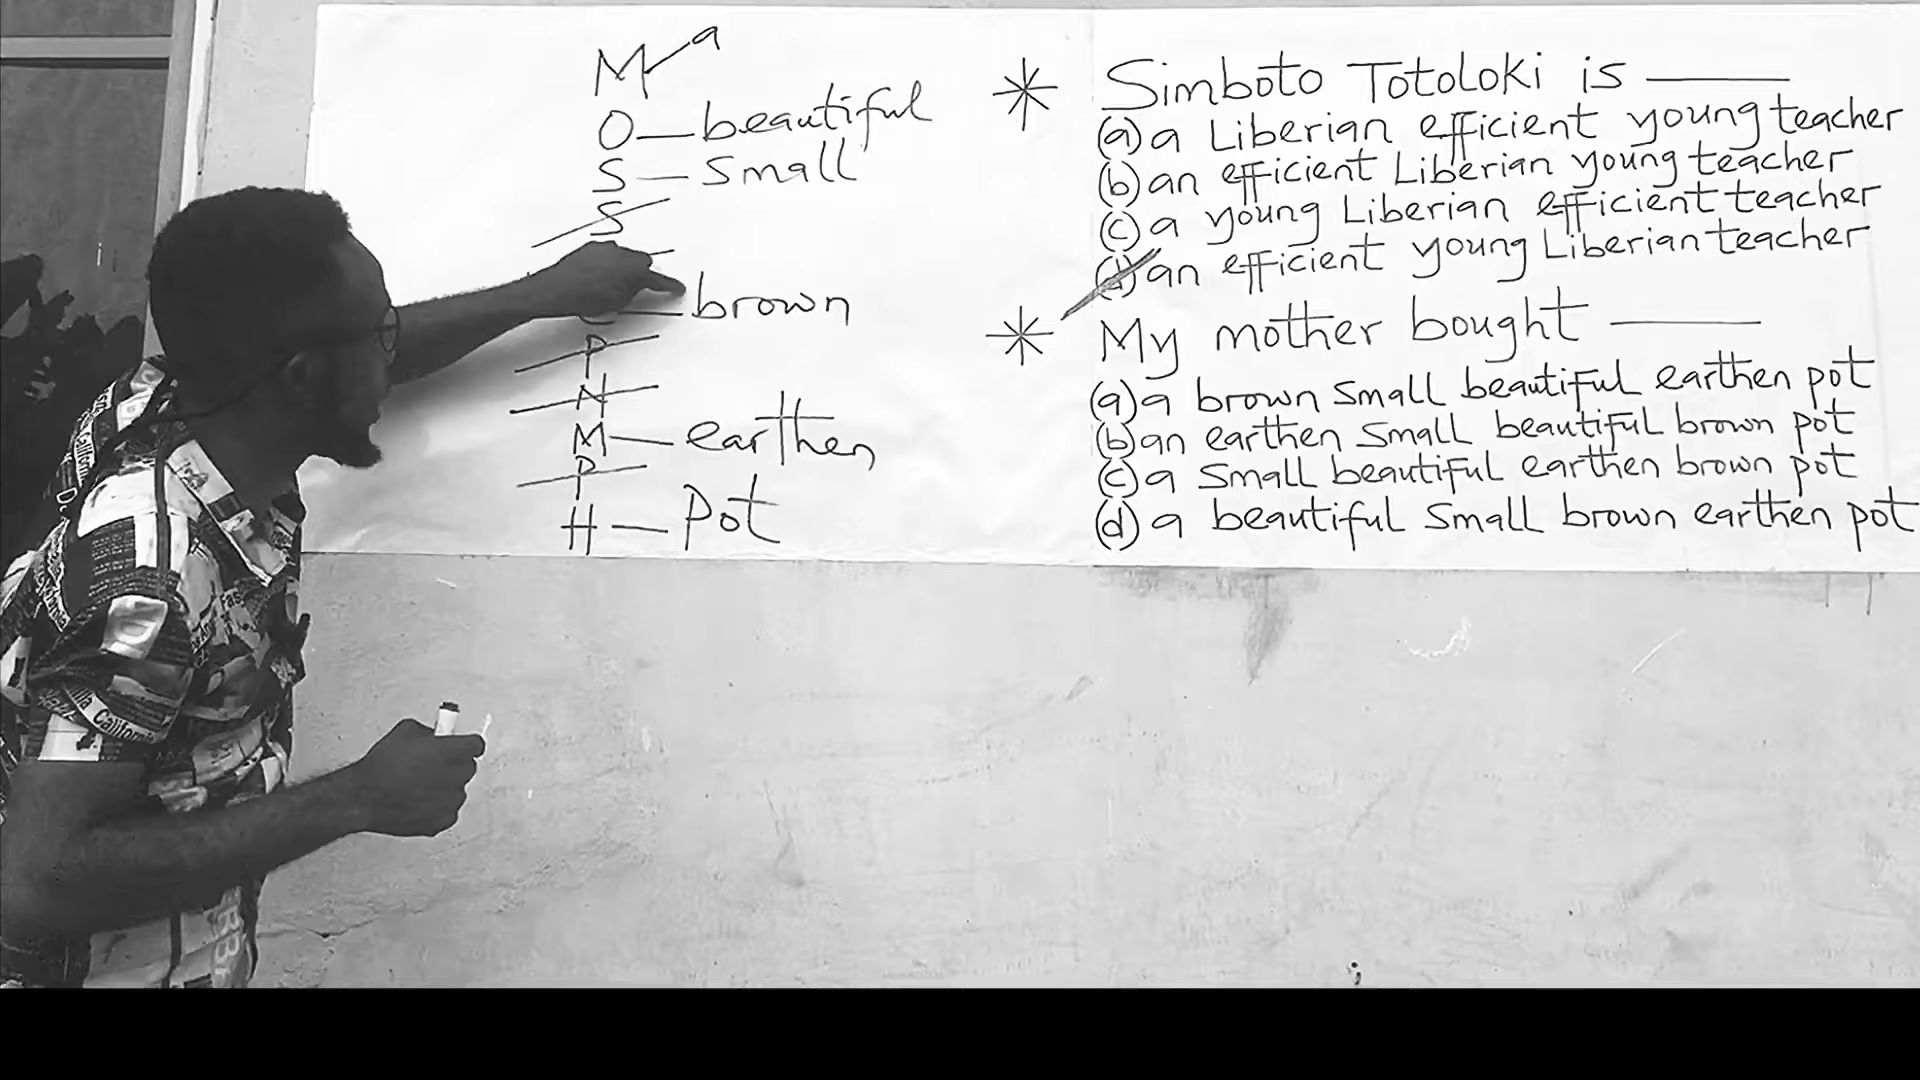 M a
O — beautiful
S — Small
S
brown
P
N
M — earthen
P
H — Pot
Simboto Totoloki is ____
(a) a Liberian efficient young teacher
(b) an efficient Liberian young teacher
(c) a young Liberian efficient teacher
(d) an efficient young Liberian teacher
My mother bought ____
(a) a brown small beautiful earthen pot
(b) an earthen small beautiful brown pot
(c) a small beautiful earthen brown pot
(d) a beautiful small brown earthen pot
California